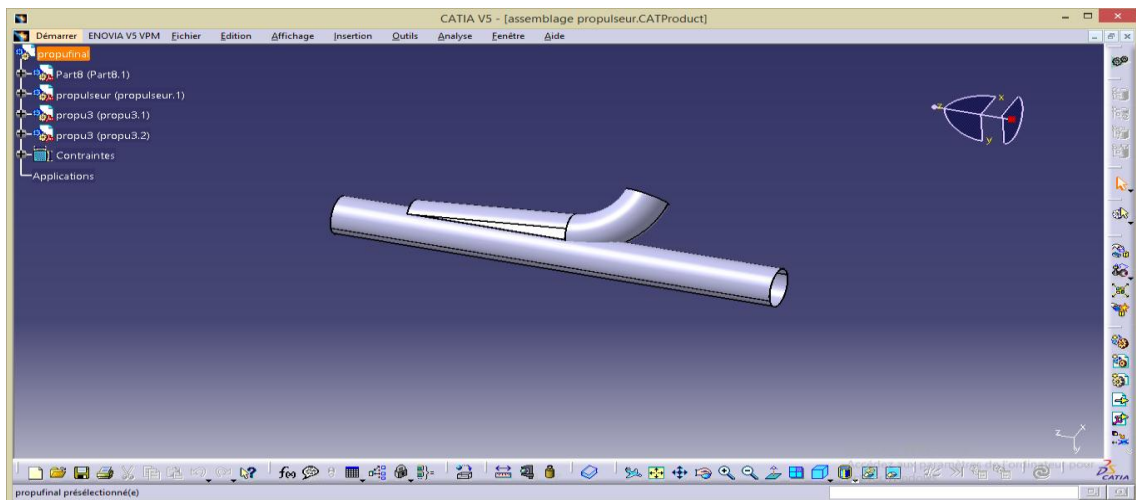 CATIA V5 - [assemblage propulseur.CATProduct]
Démarrer ENOVIA V5 VPM Fichier Edition Affichage Insertion Outils Analyse Fenêtre Aide
propufinal
Part8 (Part8.1)
propulseur (propulseur.1)
propu3 (propu3.1)
propu3 (propu3.2)
Contraintes
Applications
z x
y
z x
f(x)
CATIA
propufinal présélectionné(e)